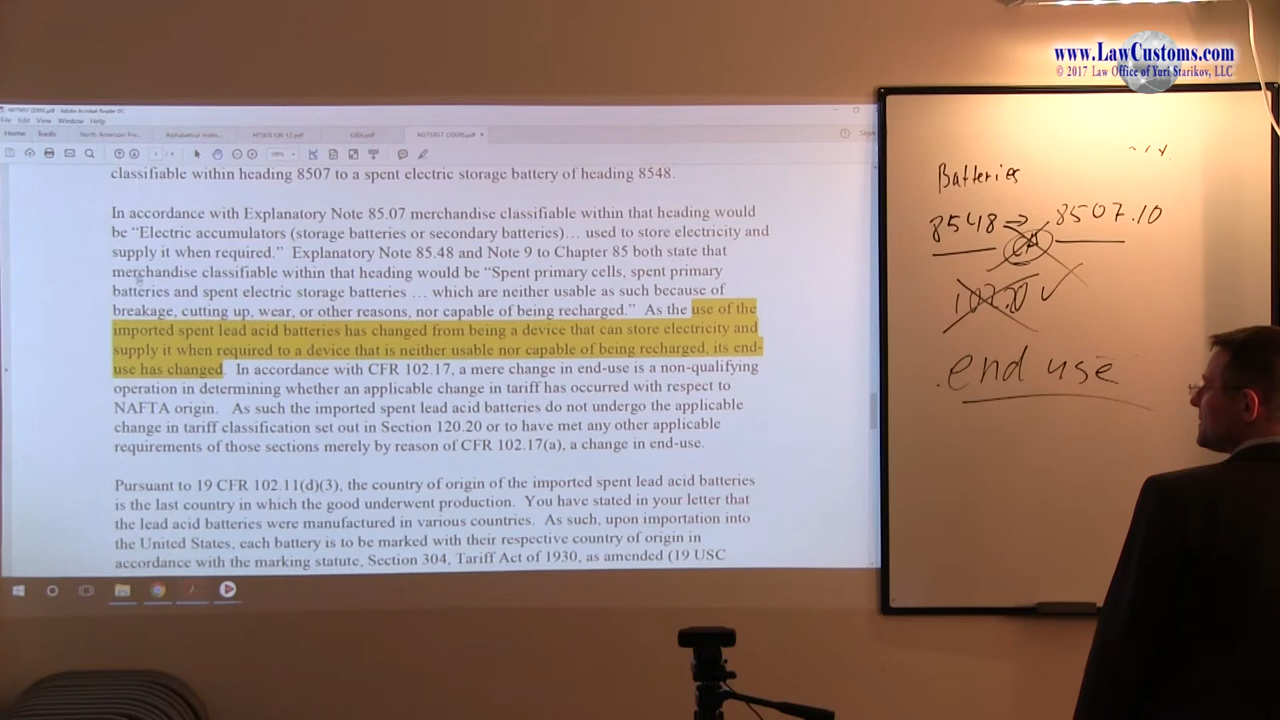 www.LawCustoms.com
© 2017 Law Office of Yuri Starikov, LLC
File Edit View Window Help
Home Tools North American Fre... Alphabetical Index... GRIs.pdf Sign
classifiable within heading 8507 to a spent electric storage battery of heading 8548.
In accordance with Explanatory Note 85.07 merchandise classifiable within that heading would
be “Electric accumulators (storage batteries or secondary batteries)… used to store electricity and
supply it when required.” Explanatory Note 85.48 and Note 9 to Chapter 85 both state that
merchandise classifiable within that heading would be “Spent primary cells, spent primary
batteries and spent electric storage batteries … which are neither usable as such because of
breakage, cutting up, wear, or other reasons, nor capable of being recharged.” As the use of the
imported spent lead acid batteries has changed from being a device that can store electricity and
supply it when required to a device that is neither usable nor capable of being recharged, its end-
use has changed. In accordance with CFR 102.17, a mere change in end-use is a non-qualifying
operation in determining whether an applicable change in tariff has occurred with respect to
NAFTA origin. As such the imported spent lead acid batteries do not undergo the applicable
change in tariff classification set out in Section 120.20 or to have met any other applicable
requirements of those sections merely by reason of CFR 102.17(a), a change in end-use.
Pursuant to 19 CFR 102.11(d)(3), the country of origin of the imported spent lead acid batteries
is the last country in which the good underwent production. You have stated in your letter that
the lead acid batteries were manufactured in various countries. As such, upon importation into
the United States, each battery is to be marked with their respective country of origin in
accordance with the marking statute, Section 304, Tariff Act of 1930, as amended (19 USC
Batteries
8548 → 8507.10
102.20 ✓
end use